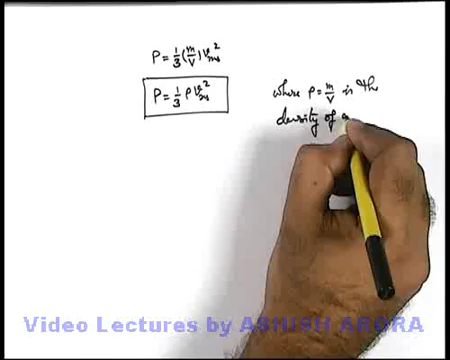 P = 1/3 (m/V) v²rms
P = 1/3 ρ v²rms
where ρ = m/V is the
density of
Video Lectures by ASHISH ARORA